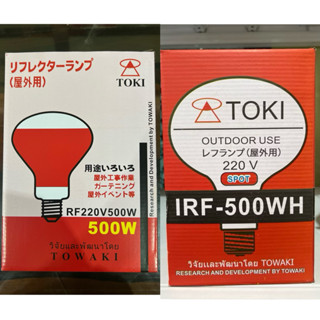 リフレクターランプ
(屋外用)
TOKI
用途いろいろ
屋外工事作業
ガーデニング
屋外イベント等
RF220V500W
500W
Research and Development by TOWAKI
วิจัยและพัฒนาโดย
TOWAKI
TOKI
OUTDOOR USE
レフランプ(屋外用)
220 V
SPOT
IRF-500WH
วิจัยและพัฒนาโดย TOWAKI
RESEARCH AND DEVELOPMENT BY TOWAKI